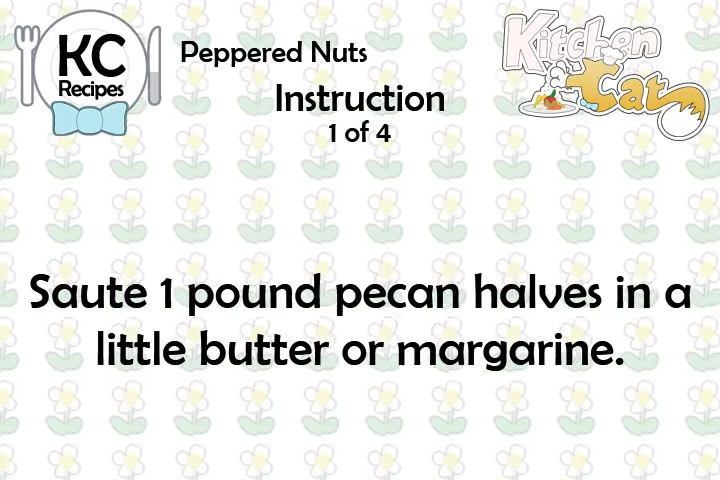 KC
Recipes
Peppered Nuts
Kitchen
Cat
Instruction
1 of 4
Saute 1 pound pecan halves in a
little butter or margarine.